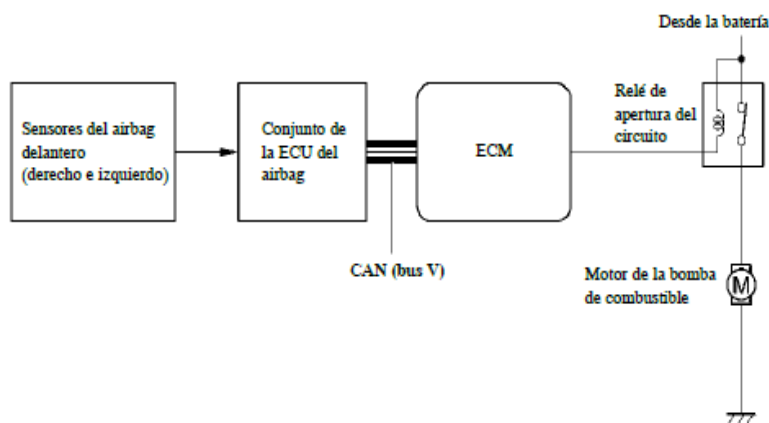 Desde la batería
Relé de
apertura del
circuito
Sensores del airbag
delantero
(derecho e izquierdo)
Conjunto de
la ECU del
airbag
ECM
CAN (bus V)
Motor de la bomba
de combustible
M